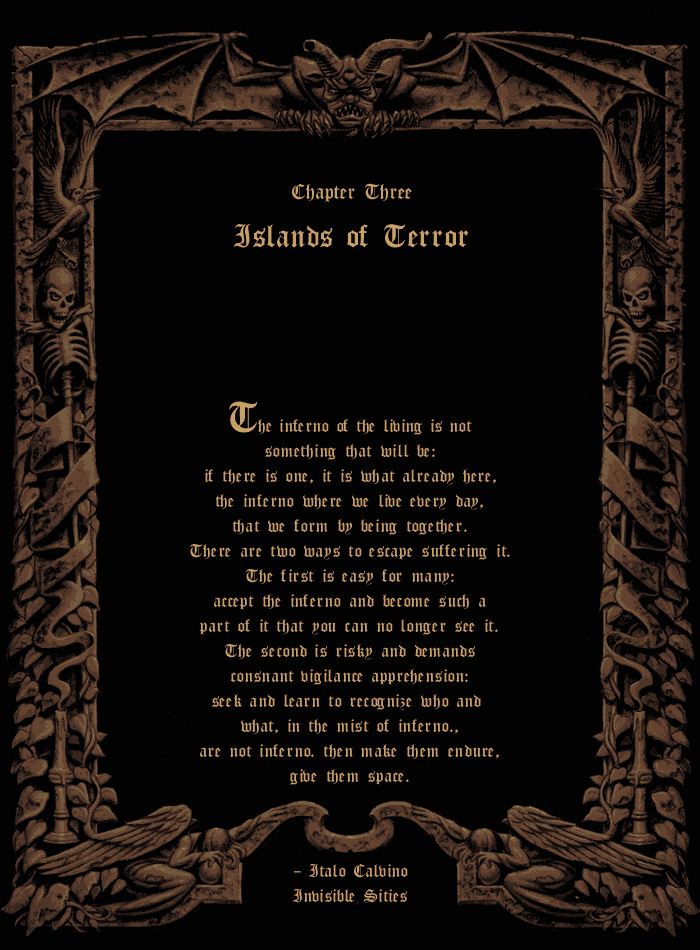 Chapter Three
Islands of Terror
The inferno of the living is not
something that will be:
if there is one, it is what already here,
the inferno where we live every day,
that we form by being together.
There are two ways to escape suffering it.
The first is easy for many:
accept the inferno and become such a
part of it that you can no longer see it.
The second is risky and demands
consnant vigilance apprehension:
seek and learn to recognize who and
what, in the mist of inferno.,
are not inferno. then make them endure,
give them space.
- Italo Calvino
Invisible Sities